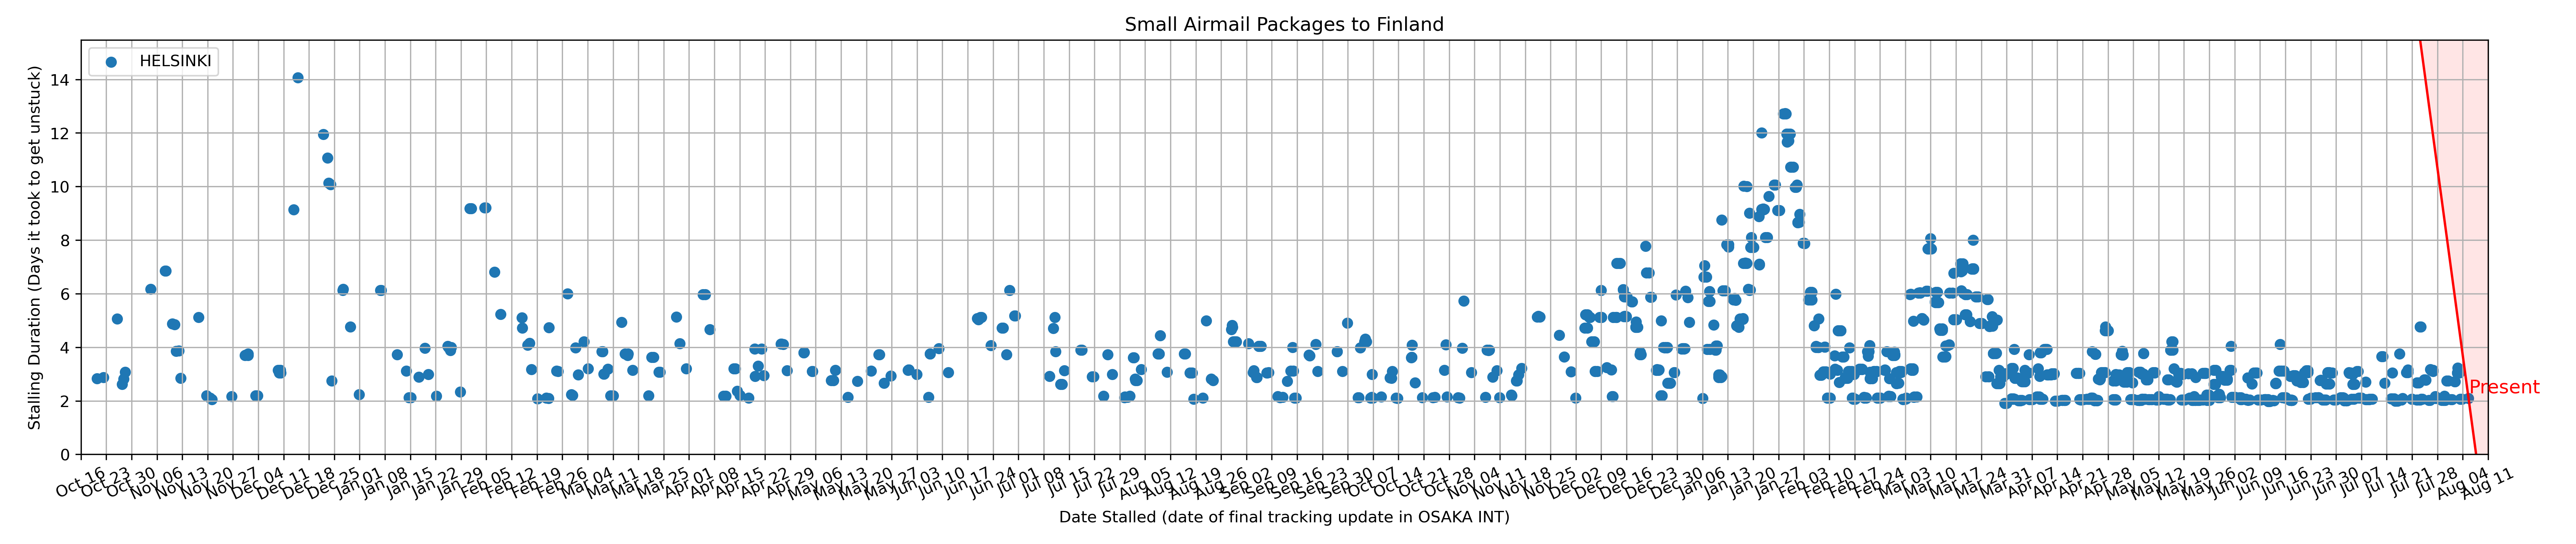 Small Airmail Packages to Finland
HELSINKI
Stalling Duration (Days it took to get unstuck)
14
12
10
8
6
4
2
0
Present
Oct 16 Oct 23 Oct 30 Nov 06 Nov 13 Nov 20 Nov 27 Dec 04 Dec 11 Dec 18 Dec 25 Jan 01 Jan 08 Jan 15 Jan 22 Jan 29 Feb 05 Feb 12 Feb 19 Feb 26 Mar 04 Mar 11 Mar 18 Mar 25 Apr 01 Apr 08 Apr 15 Apr 22 Apr 29 May 06 May 13 May 20 May 27 Jun 03 Jun 10 Jun 17 Jun 24 Jul 01 Jul 08 Jul 15 Jul 22 Jul 29 Aug 05 Aug 12 Aug 19 Aug 26 Sep 02 Sep 09 Sep 16 Sep 23 Sep 30 Oct 07 Oct 14 Oct 21 Oct 28 Nov 04 Nov 11 Nov 18 Nov 25 Dec 02 Dec 09 Dec 16 Dec 23 Dec 30 Jan 06 Jan 13 Jan 20 Jan 27 Feb 03 Feb 10 Feb 17 Feb 24 Mar 03 Mar 10 Mar 17 Mar 24 Mar 31 Apr 07 Apr 14 Apr 21 Apr 28 May 05 May 12 May 19 May 26 Jun 02 Jun 09 Jun 16 Jun 23 Jun 30 Jul 07 Jul 14 Jul 21 Jul 28 Aug 04 Aug 11
Date Stalled (date of final tracking update in OSAKA INT)